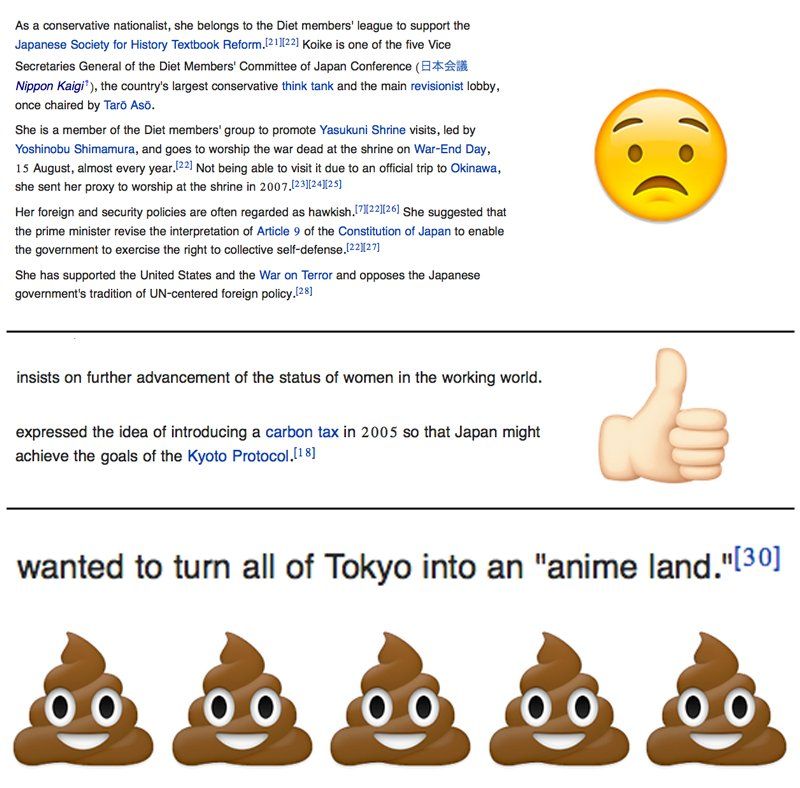 As a conservative nationalist, she belongs to the Diet members' league to support the
Japanese Society for History Textbook Reform.[21][22] Koike is one of the five Vice
Secretaries General of the Diet Members' Committee of Japan Conference (日本会議
Nippon Kaigi?), the country's largest conservative think tank and the main revisionist lobby,
once chaired by Tarō Asō.
She is a member of the Diet members' group to promote Yasukuni Shrine visits, led by
Yoshinobu Shimamura, and goes to worship the war dead at the shrine on War-End Day,
15 August, almost every year.[22] Not being able to visit it due to an official trip to Okinawa,
she sent her proxy to worship at the shrine in 2007.[23][24][25]
Her foreign and security policies are often regarded as hawkish.[7][22][26] She suggested that
the prime minister revise the interpretation of Article 9 of the Constitution of Japan to enable
the government to exercise the right to collective self-defense.[22][27]
She has supported the United States and the War on Terror and opposes the Japanese
government's tradition of UN-centered foreign policy.[28]
insists on further advancement of the status of women in the working world.
expressed the idea of introducing a carbon tax in 2005 so that Japan might
achieve the goals of the Kyoto Protocol.[18]
wanted to turn all of Tokyo into an "anime land."[30]